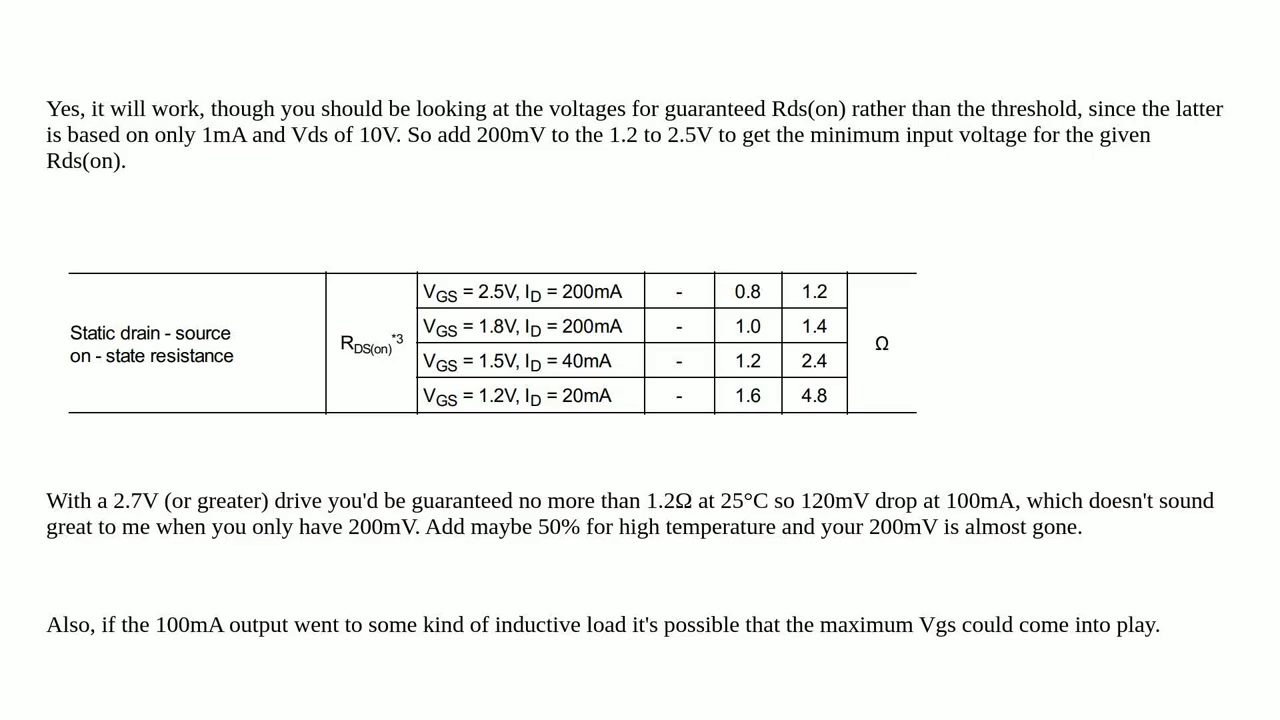 Yes, it will work, though you should be looking at the voltages for guaranteed Rds(on) rather than the threshold, since the latter
is based on only 1mA and Vds of 10V. So add 200mV to the 1.2 to 2.5V to get the minimum input voltage for the given
Rds(on).
Static drain - source
on - state resistance
RDS(on)*3
VGS = 2.5V, ID = 200mA - 0.8 1.2
VGS = 1.8V, ID = 200mA - 1.0 1.4
VGS = 1.5V, ID = 40mA - 1.2 2.4
VGS = 1.2V, ID = 20mA - 1.6 4.8
Ω
With a 2.7V (or greater) drive you'd be guaranteed no more than 1.2Ω at 25°C so 120mV drop at 100mA, which doesn't sound
great to me when you only have 200mV. Add maybe 50% for high temperature and your 200mV is almost gone.
Also, if the 100mA output went to some kind of inductive load it's possible that the maximum Vgs could come into play.